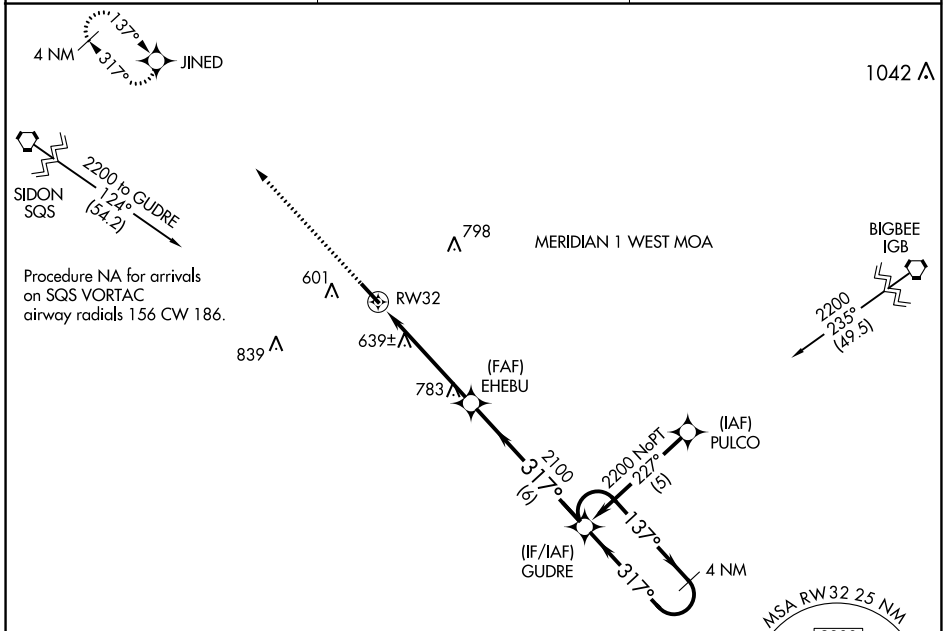 137°
4 NM
317°
JINED
1042
SIDON
SQS
2200 to GUDRE
124°
(54.2)
Procedure NA for arrivals
on SQS VORTAC
airway radials 156 CW 186.
798
MERIDIAN 1 WEST MOA
BIGBEE
IGB
2200
235°
(49.5)
601
RW32
639±
839
(FAF)
EHEBU
783
(IAF)
PULCO
2200 NoPT
227°
(5)
2100
317°
(6)
137°
(IF/IAF)
GUDRE
317°
4 NM
MSA RW32 25 NM